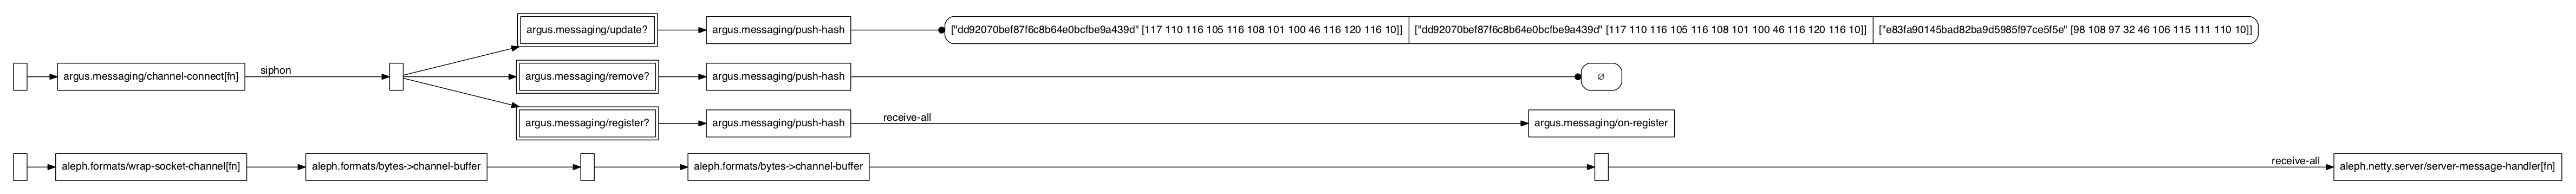 argus.messaging/update?
argus.messaging/push-hash
["dd92070bef87f6c8b64e0bcfbe9a439d" [117 110 116 105 116 108 101 100 46 116 120 116 10]]
["dd92070bef87f6c8b64e0bcfbe9a439d" [117 110 116 105 116 108 101 100 46 116 120 116 10]]
["e83fa90145bad82ba9d5985f97ce5f5e" [98 108 97 32 46 106 115 111 110 10]]
argus.messaging/channel-connect[fn]
siphon
argus.messaging/remove?
argus.messaging/push-hash
∅
argus.messaging/register?
argus.messaging/push-hash
receive-all
argus.messaging/on-register
aleph.formats/wrap-socket-channel[fn]
aleph.formats/bytes->channel-buffer
aleph.formats/bytes->channel-buffer
receive-all
aleph.netty.server/server-message-handler[fn]